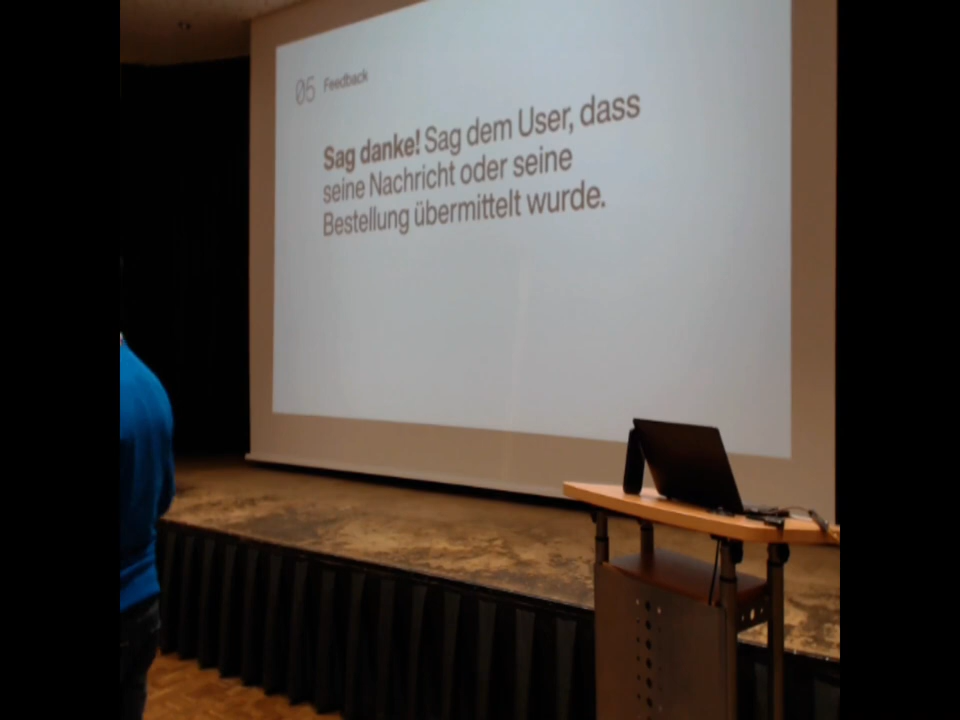 05 Feedback
Sag danke! Sag dem User, dass
seine Nachricht oder seine
Bestellung übermittelt wurde.